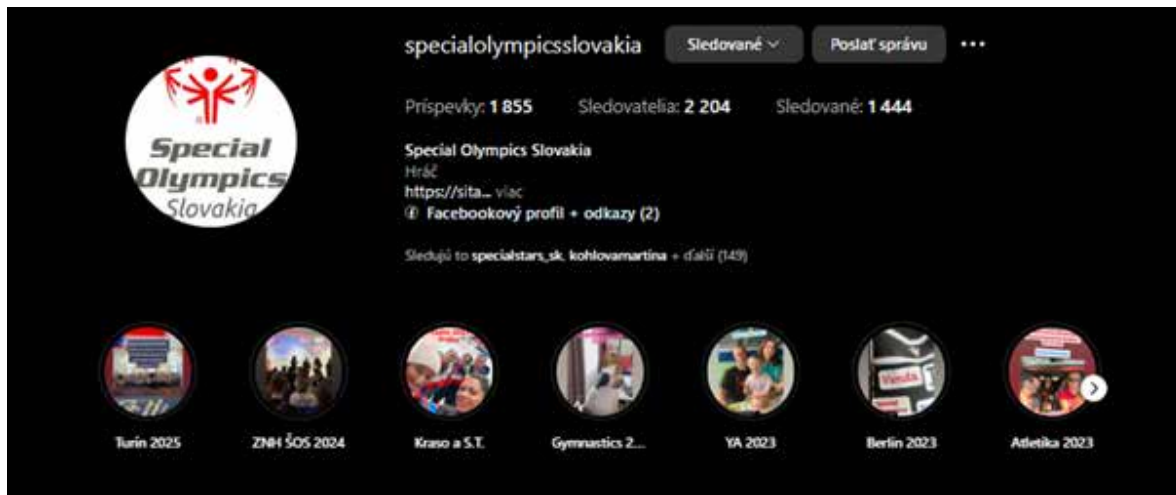 specialolympicsslovakia Sledované Poslať správu
Príspevky: 1 855 Sledovatelia: 2 204 Sledované: 1 444
Special Olympics Slovakia
Hráč
https://sita... viac
Facebookový profil + odkazy (2)
Sledujú to specialstars_sk, kohlovamartina + ďalší (149)
Special
Olympics
Slovakia
Turín 2025 ZNH ŠOS 2024 Kraso a S.T. Gymnastics 2... YA 2023 Berlín 2023 Atletika 2023